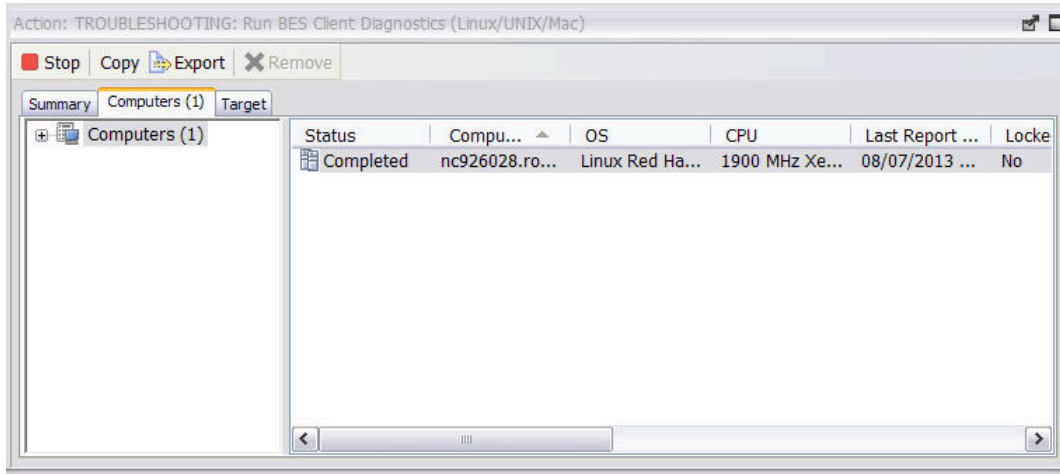 Action: TROUBLESHOOTING: Run BES Client Diagnostics (Linux/UNIX/Mac)
Stop Copy Export Remove
Summary Computers (1) Target
Computers (1)
Status Compu... OS CPU Last Report ... Locke
Completed nc926028.ro... Linux Red Ha... 1900 MHz Xe... 08/07/2013 ... No